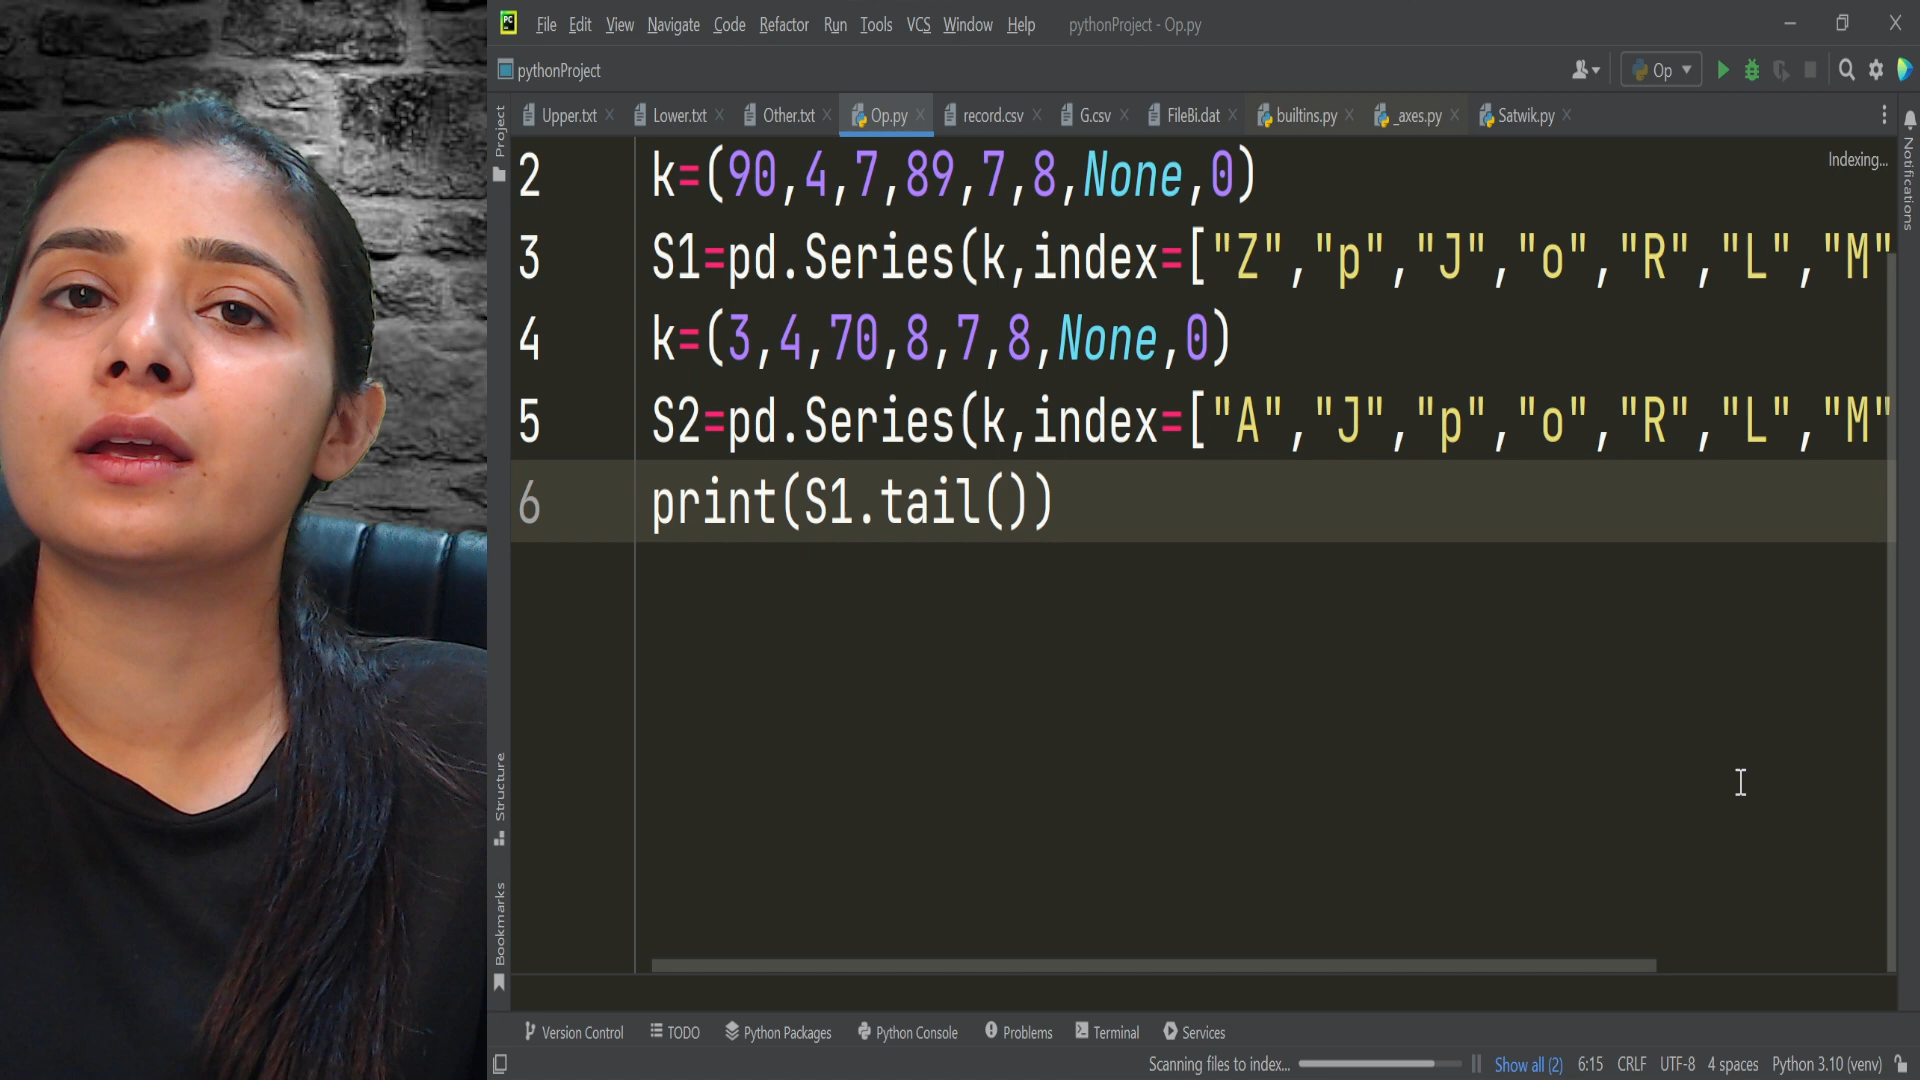 PC File Edit View Navigate Code Refactor Run Tools VCS Window Help pythonProject - Op.py
pythonProject Op
Upper.txt Lower.txt Other.txt Op.py record.csv G.csv FileBi.dat builtins.py _axes.py Satwik.py
Project
Notifications
Indexing...
2 k=(90,4,7,89,7,8,None,0)
3 S1=pd.Series(k,index=["Z","p","J","o","R","L","M"
4 k=(3,4,70,8,7,8,None,0)
5 S2=pd.Series(k,index=["A","J","p","o","R","L","M"
6 print(S1.tail())
Structure
Bookmarks
Version Control TODO Python Packages Python Console Problems Terminal Services
Scanning files to index... Show all (2) 6:15 CRLF UTF-8 4 spaces Python 3.10 (venv)